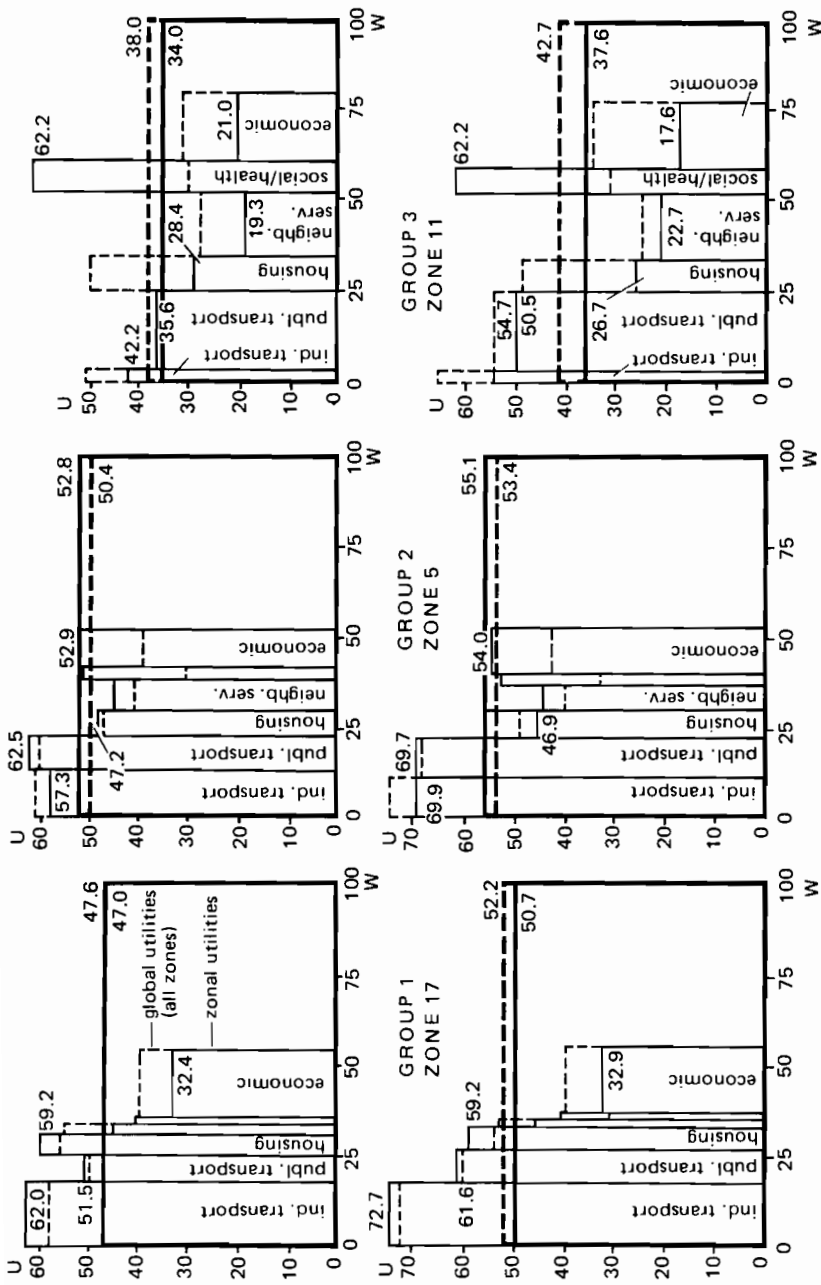 U
60
50
40
30
20
10
0
62.0
51.5
59.2
47.6
47.0
global utilities
(all zones)
zonal utilities
32.4
ind. transport
publ. transport
housing
economic
0
25
50
75
100
W
GROUP 1
ZONE 17
U
70
60
50
40
30
20
10
0
72.7
61.6
59.2
52.2
50.7
32.9
ind. transport
publ. transport
housing
economic
0
25
50
75
100
W
U
60
50
40
30
20
10
0
57.3
62.5
47.2
52.9
52.8
50.4
ind. transport
publ. transport
housing
neighb. serv.
economic
0
25
50
75
100
W
GROUP 2
ZONE 5
U
70
60
50
40
30
20
10
0
69.9
69.7
46.9
54.0
55.1
53.4
ind. transport
publ. transport
housing
neighb. serv.
economic
0
25
50
75
100
W
U
50
40
30
20
10
0
42.2
35.6
28.4
19.3
62.2
21.0
38.0
34.0
ind. transport
publ. transport
housing
neighb.
serv.
social/health
economic
0
25
50
75
100
W
GROUP 3
ZONE 11
U
60
50
40
30
20
10
0
54.7
50.5
26.7
22.7
62.2
17.6
42.7
37.6
ind. transport
publ. transport
housing
neighb.
serv.
social/health
economic
0
25
50
75
100
W